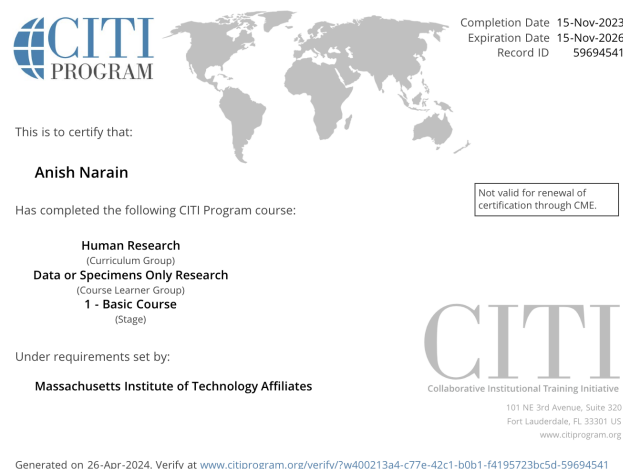 CITI
PROGRAM
Completion Date 15-Nov-2023
Expiration Date 15-Nov-2026
Record ID 59694541
This is to certify that:
Anish Narain
Not valid for renewal of
certification through CME.
Has completed the following CITI Program course:
Human Research
(Curriculum Group)
Data or Specimens Only Research
(Course Learner Group)
1 - Basic Course
(Stage)
Under requirements set by:
Massachusetts Institute of Technology Affiliates
CITI
Collaborative Institutional Training Initiative
101 NE 3rd Avenue, Suite 320
Fort Lauderdale, FL 33301 US
www.citiprogram.org
Generated on 26-Apr-2024. Verify at www.citiprogram.org/verify/?w400213a4-c77e-42c1-b0b1-f4195723bc5d-59694541